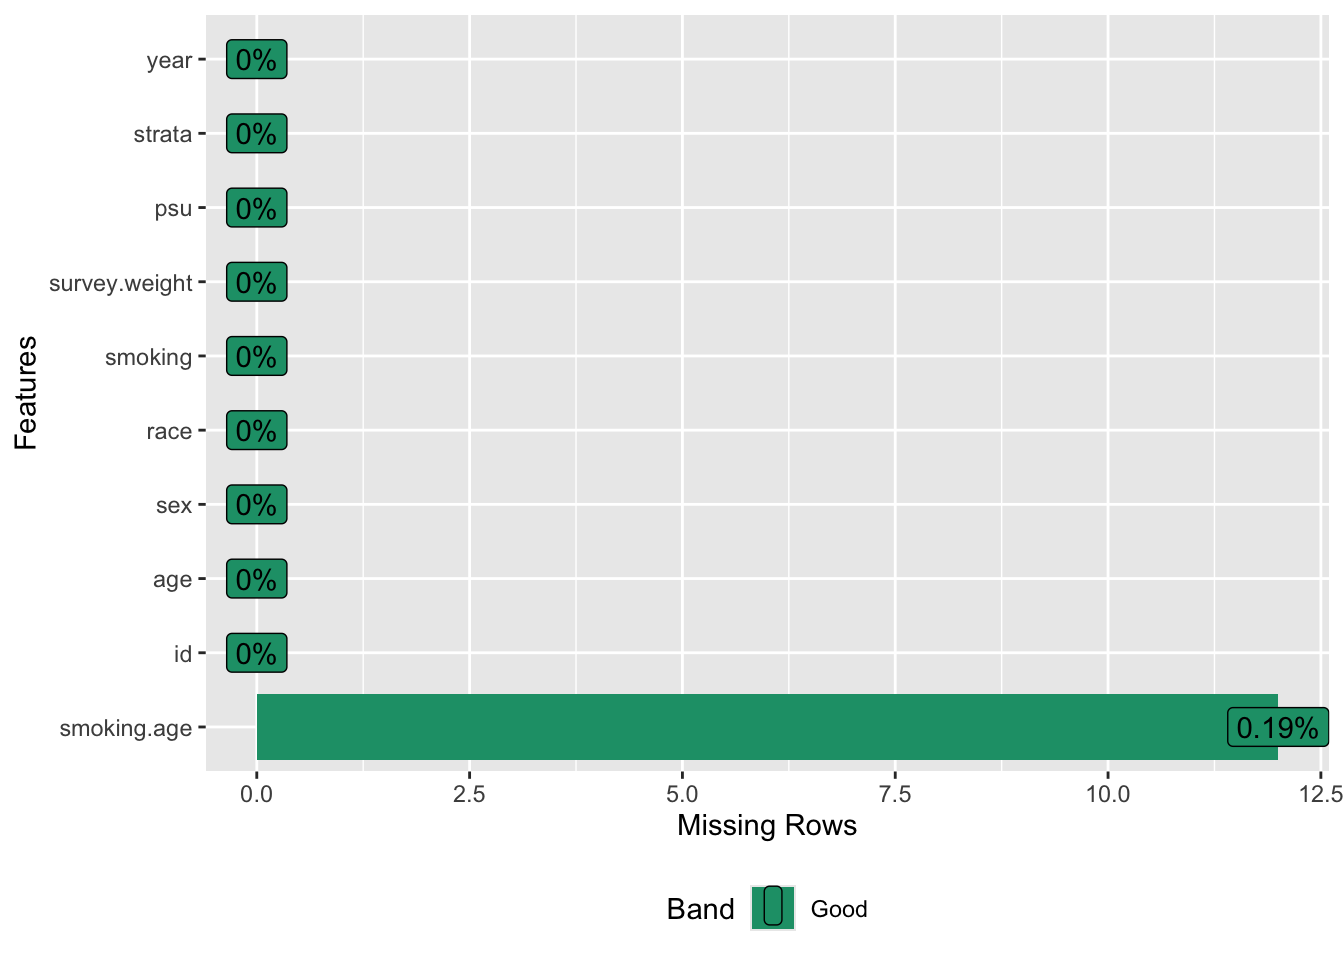 Features
year 0%
strata 0%
psu 0%
survey.weight 0%
smoking 0%
race 0%
sex 0%
age 0%
id 0%
smoking.age 0.19%
0.0 2.5 5.0 7.5 10.0 12.5
Missing Rows
Band Good